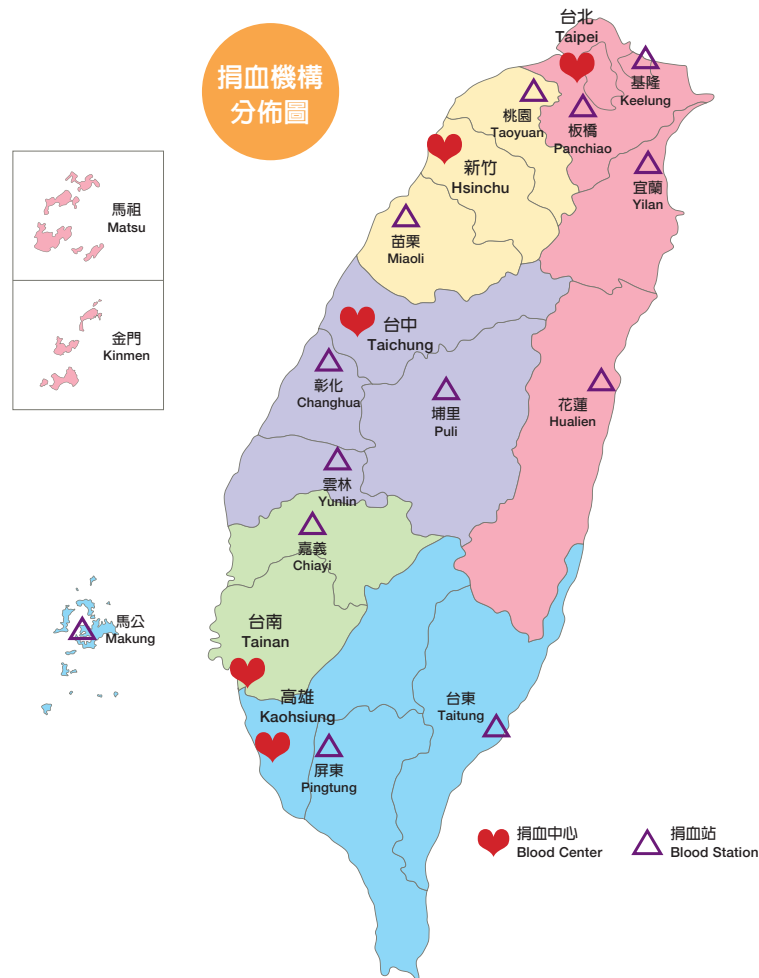 捐血機構
分佈圖
台北
Taipei
基隆
Keelung
桃園
Taoyuan
板橋
Panchiao
新竹
Hsinchu
宜蘭
Yilan
馬祖
Matsu
苗栗
Miaoli
金門
Kinmen
台中
Taichung
彰化
Changhua
埔里
Puli
花蓮
Hualien
雲林
Yunlin
嘉義
Chiayi
馬公
Makung
台南
Tainan
高雄
Kaohsiung
台東
Taitung
屏東
Pingtung
捐血中心
Blood Center
捐血站
Blood Station